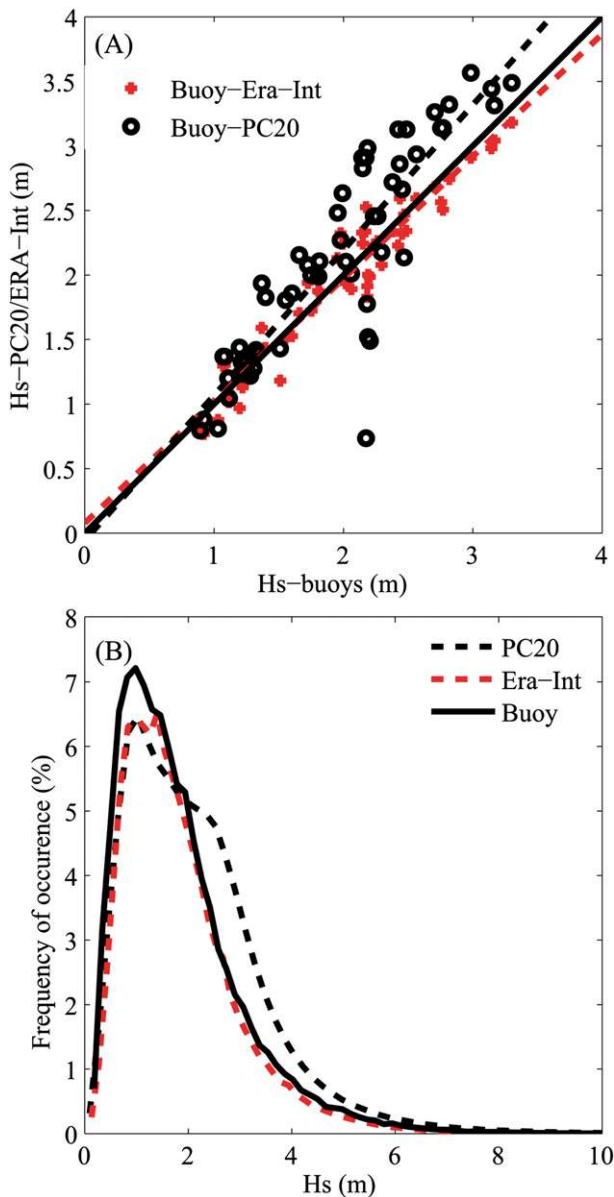 (A)
Buoy−Era−Int
Buoy−PC20
Hs−PC20/ERA−Int (m)
4
3.5
3
2.5
2
1.5
1
0.5
0
0 1 2 3 4
Hs−buoys (m)
(B)
PC20
Era−Int
Buoy
Frequency of occurence (%)
8
7
6
5
4
3
2
1
0
0 2 4 6 8 10
Hs (m)